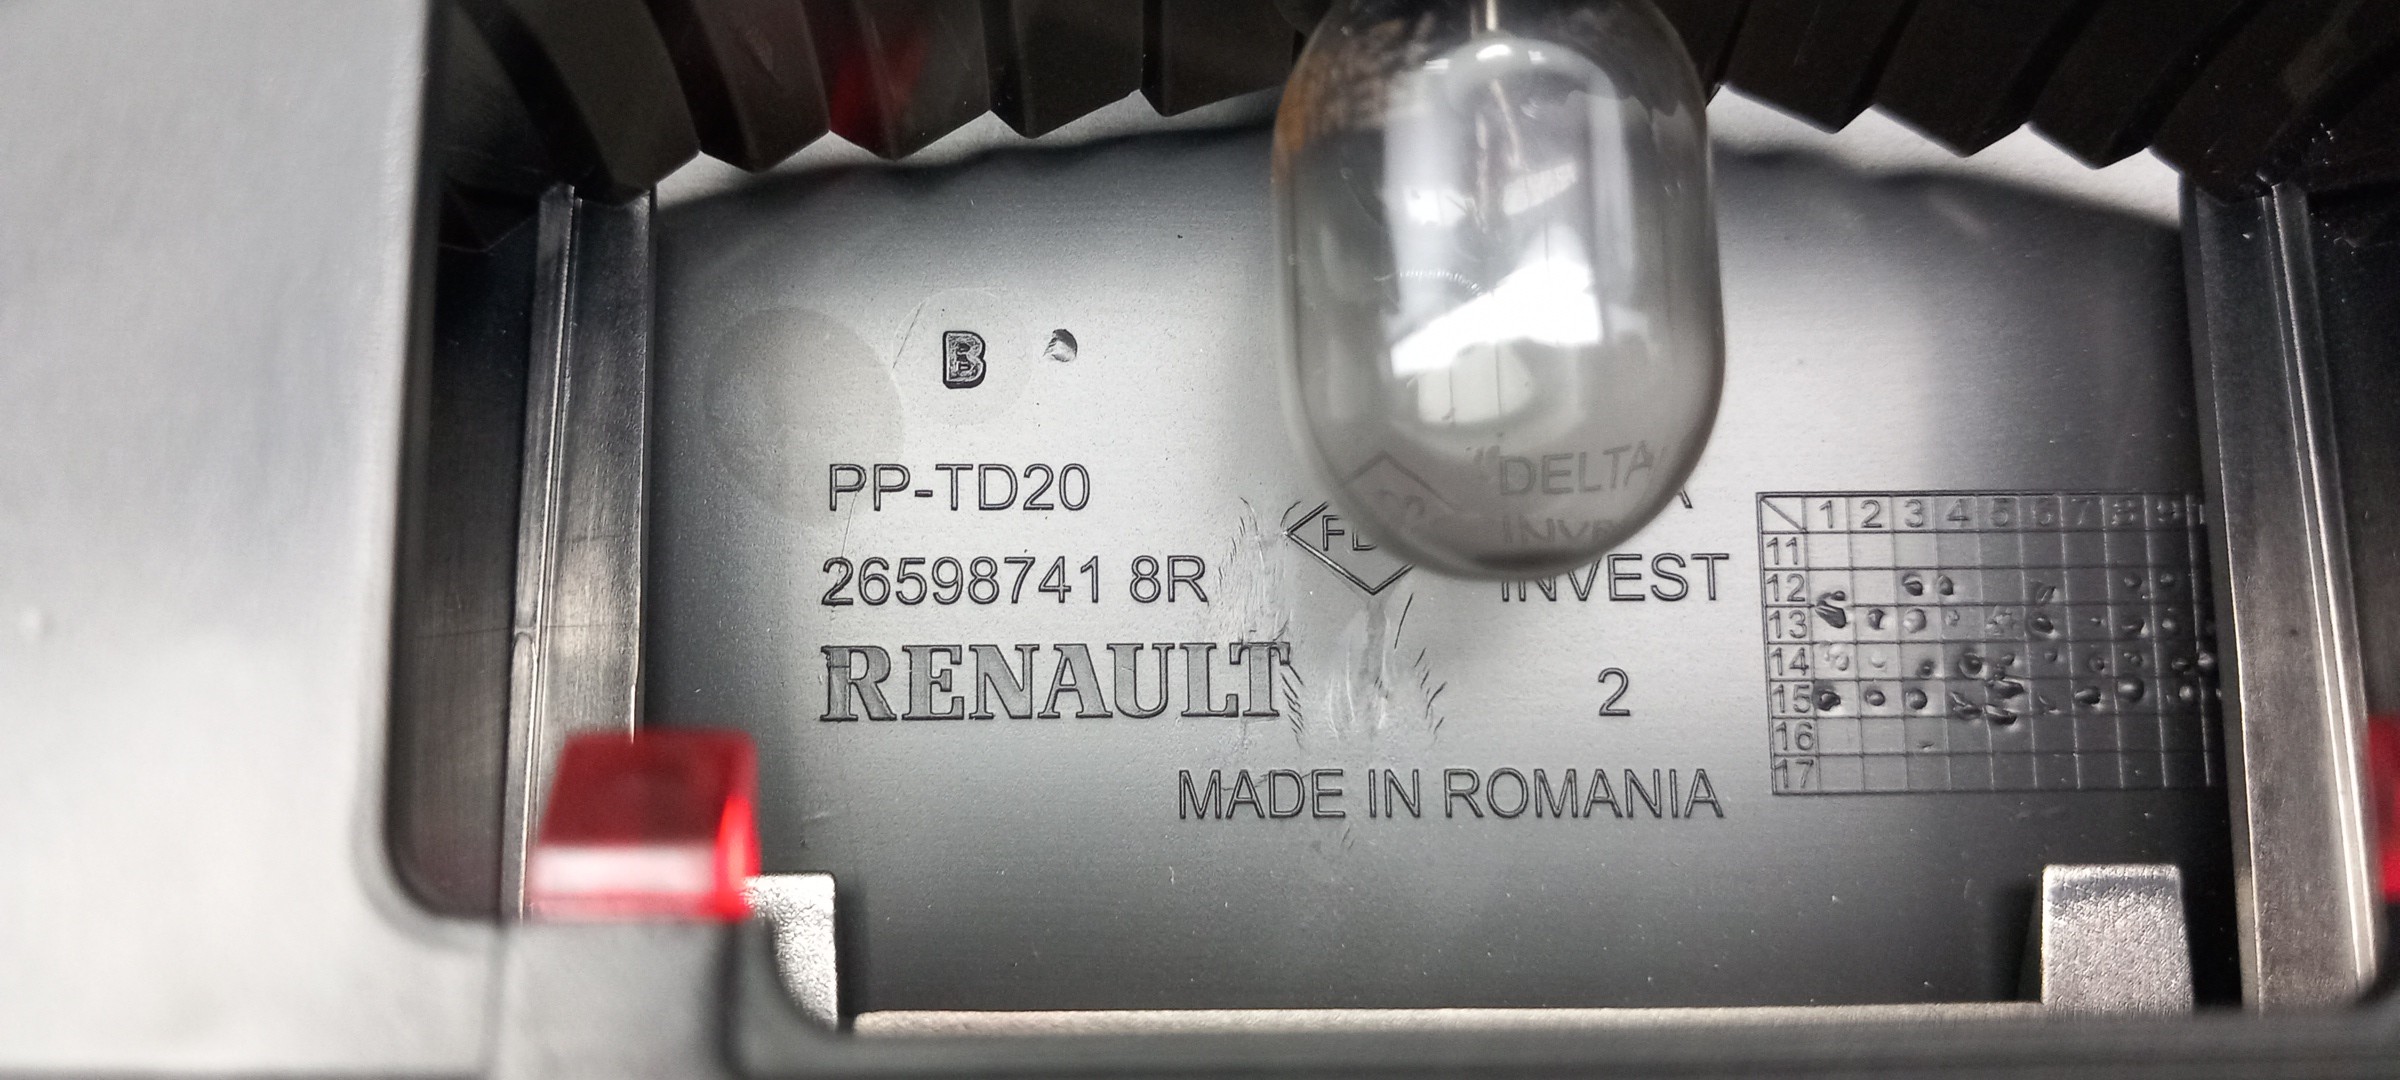 B
PP-TD20
26598741 8R
RENAULT
DELTA
INVEST
2
MADE IN ROMANIA
1 2 3 4 5 6 7 8 9
11
12
13
14
15
16
17